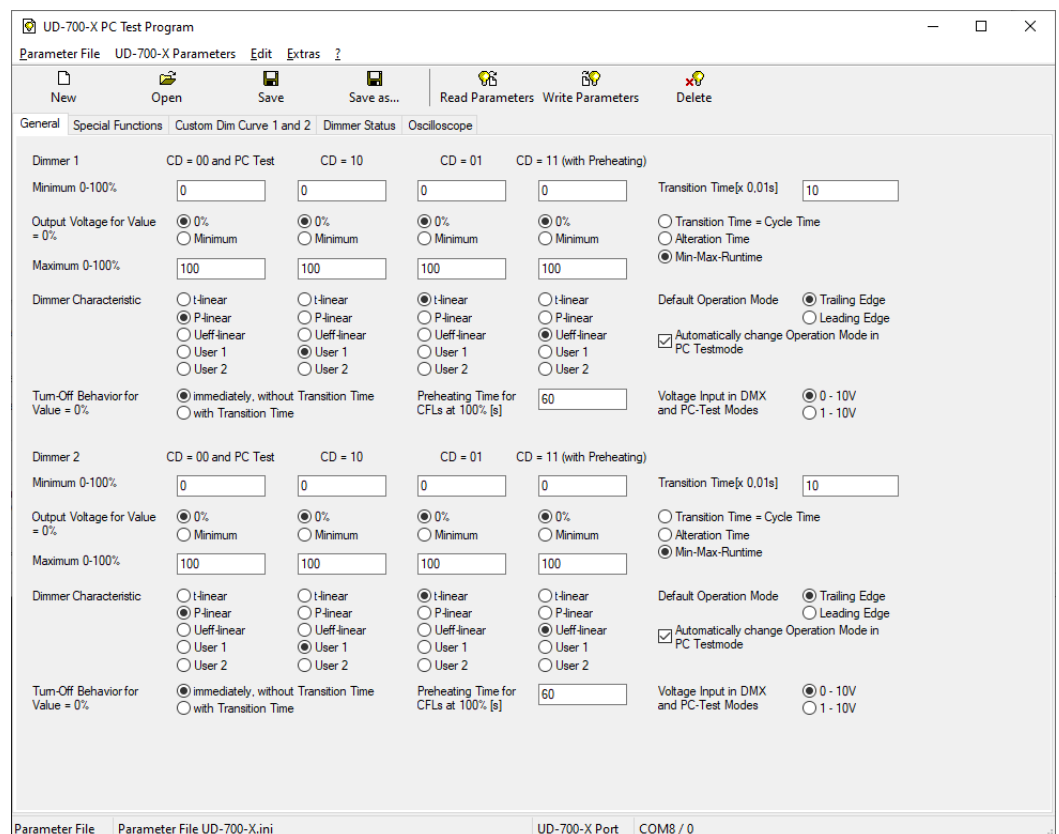 UD-700-X PC Test Program
Parameter File UD-700-X Parameters Edit Extras ?
New Open Save Save as... Read Parameters Write Parameters Delete
General Special Functions Custom Dim Curve 1 and 2 Dimmer Status Oscilloscope
Dimmer 1 CD = 00 and PC Test CD = 10 CD = 01 CD = 11 (with Preheating)
Minimum 0-100% 0 0 0 0 Transition Time[x 0,01s] 10
Output Voltage for Value
= 0%
0% 0% 0% 0% Transition Time = Cycle Time
Minimum Minimum Minimum Minimum Alteration Time
Min-Max-Runtime
Maximum 0-100% 100 100 100 100
Dimmer Characteristic t-linear t-linear t-linear t-linear Default Operation Mode Trailing Edge
P-linear P-linear P-linear P-linear Leading Edge
Ueff-linear Ueff-linear Ueff-linear Ueff-linear Automatically change Operation Mode in
User 1 User 1 User 1 User 1 PC Testmode
User 2 User 2 User 2 User 2
Turn-Off Behavior for
Value = 0%
immediately, without Transition Time
with Transition Time
Preheating Time for
CFLs at 100% [s]
60
Voltage Input in DMX
and PC-Test Modes
0 - 10V
1 - 10V
Dimmer 2 CD = 00 and PC Test CD = 10 CD = 01 CD = 11 (with Preheating)
Minimum 0-100% 0 0 0 0 Transition Time[x 0,01s] 10
Output Voltage for Value
= 0%
0% 0% 0% 0% Transition Time = Cycle Time
Minimum Minimum Minimum Minimum Alteration Time
Min-Max-Runtime
Maximum 0-100% 100 100 100 100
Dimmer Characteristic t-linear t-linear t-linear t-linear Default Operation Mode Trailing Edge
P-linear P-linear P-linear P-linear Leading Edge
Ueff-linear Ueff-linear Ueff-linear Ueff-linear Automatically change Operation Mode in
User 1 User 1 User 1 User 1 PC Testmode
User 2 User 2 User 2 User 2
Turn-Off Behavior for
Value = 0%
immediately, without Transition Time
with Transition Time
Preheating Time for
CFLs at 100% [s]
60
Voltage Input in DMX
and PC-Test Modes
0 - 10V
1 - 10V
Parameter File Parameter File UD-700-X.ini UD-700-X Port COM8 / 0